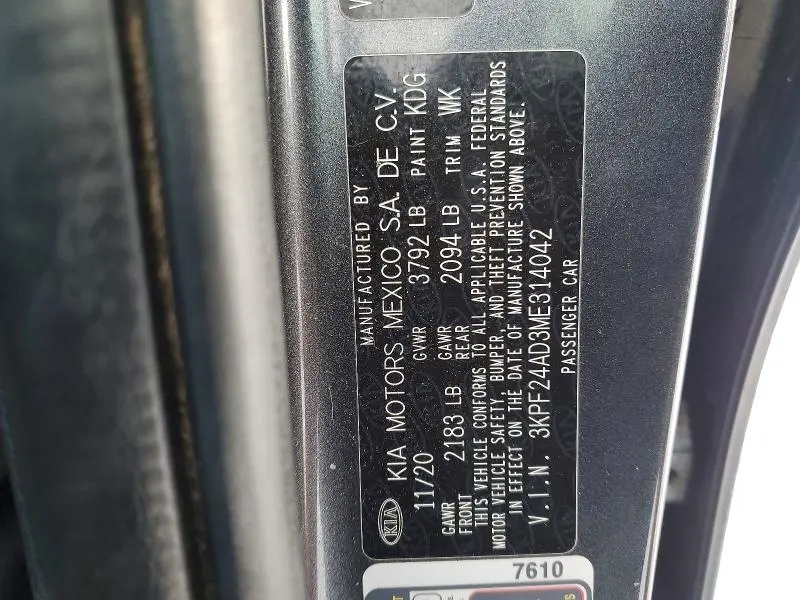 MANUFACTURED BY
KIA KIA MOTORS MEXICO S.A. DE C.V.
11/20 GVWR 3792 LB PAINT KDG
GAWR FRONT 2183 LB GAWR REAR 2094 LB TRIM WK
THIS VEHICLE CONFORMS TO ALL APPLICABLE U.S.A. FEDERAL
MOTOR VEHICLE SAFETY, BUMPER, AND THEFT PREVENTION STANDARDS
IN EFFECT ON THE DATE OF MANUFACTURE SHOWN ABOVE.
V.I.N. 3KPF24AD3ME314042
PASSENGER CAR
7610